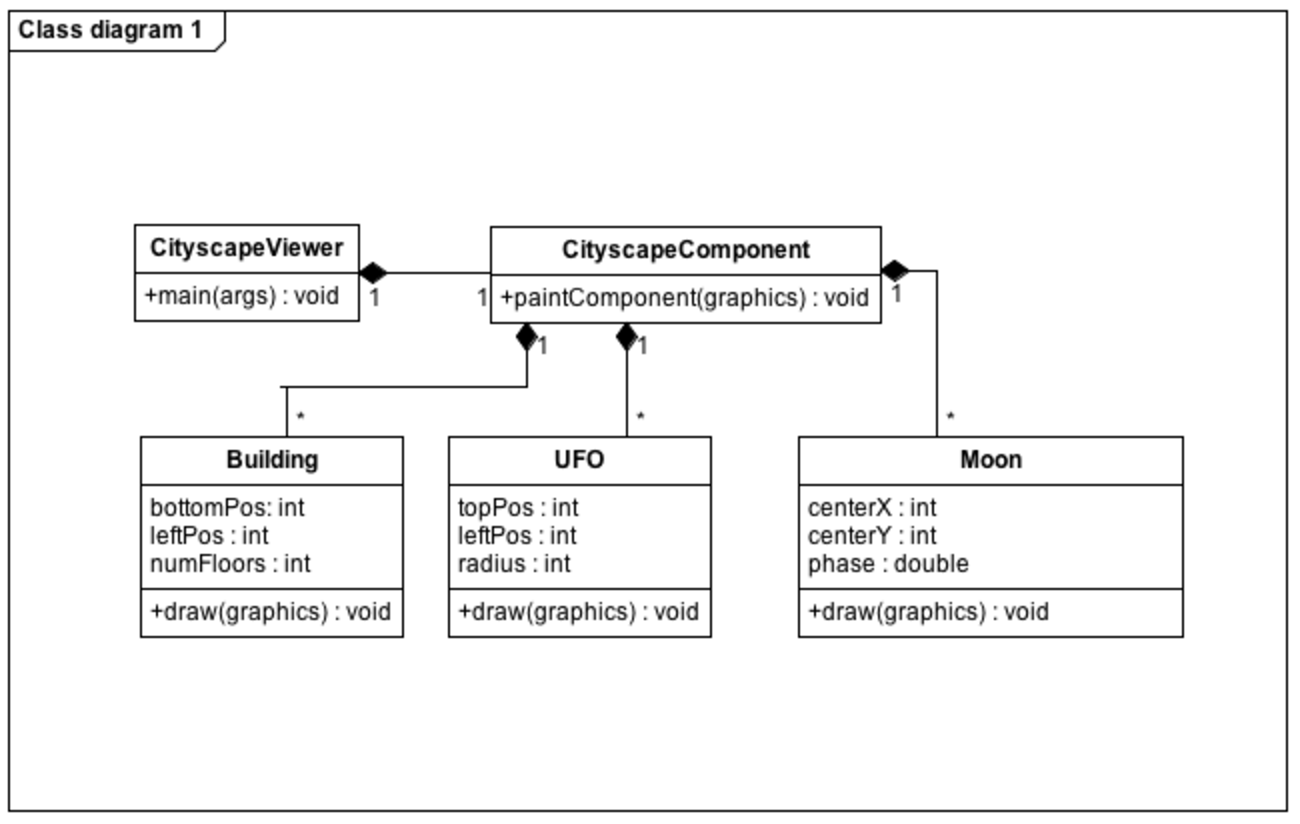 Class diagram 1
CityscapeViewer
+main(args) : void
1
1
CityscapeComponent
+paintComponent(graphics) : void
1
1
1
*
*
*
Building
bottomPos: int
leftPos : int
numFloors : int
+draw(graphics) : void
UFO
topPos : int
leftPos : int
radius : int
+draw(graphics) : void
Moon
centerX : int
centerY : int
phase : double
+draw(graphics) : void